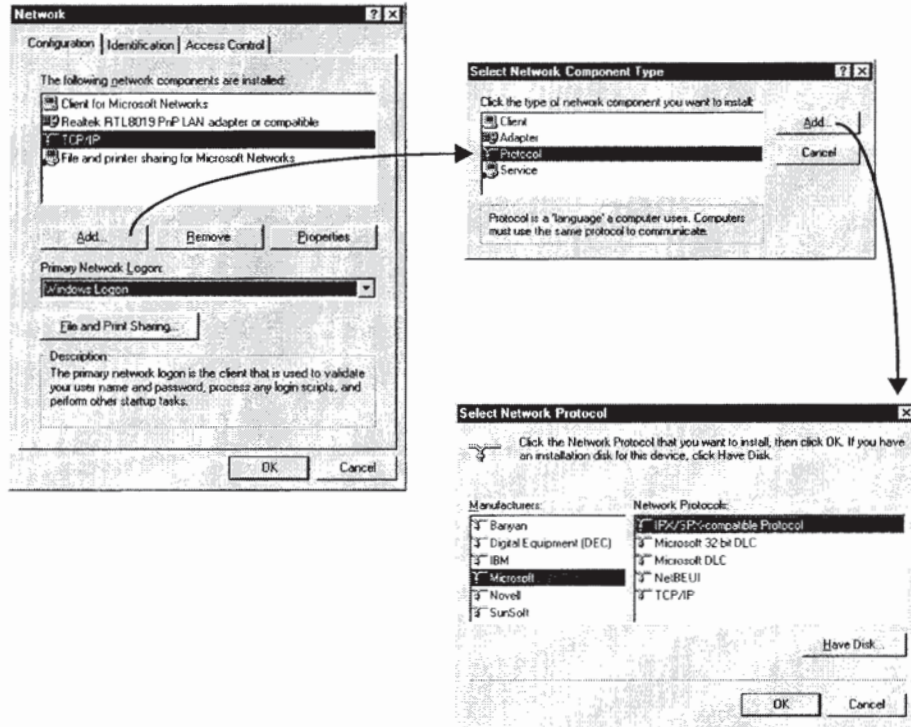 Network
Configuration Identification Access Control
The following network components are installed:
Client for Microsoft Networks
Realtek RTL8019 PnP LAN adapter or compatible
TCP/IP
File and printer sharing for Microsoft Networks
Add... Remove Properties
Primary Network Logon:
Windows Logon
File and Print Sharing...
Description
The primary network logon is the client that is used to validate
your user name and password, process any login scripts, and
perform other startup tasks.
OK Cancel
Select Network Component Type
Click the type of network component you want to install:
Client
Adapter
Protocol
Service
Add...
Cancel
Protocol is a 'language' a computer uses. Computers
must use the same protocol to communicate.
Select Network Protocol
Click the Network Protocol that you want to install, then click OK. If you have
an installation disk for this device, click Have Disk.
Manufacturers:
Banyan
Digital Equipment (DEC)
IBM
Microsoft
Novell
SunSoft
Network Protocols:
IPX/SPX-compatible Protocol
Microsoft 32 bit DLC
Microsoft DLC
NetBEUI
TCP/IP
Have Disk...
OK Cancel